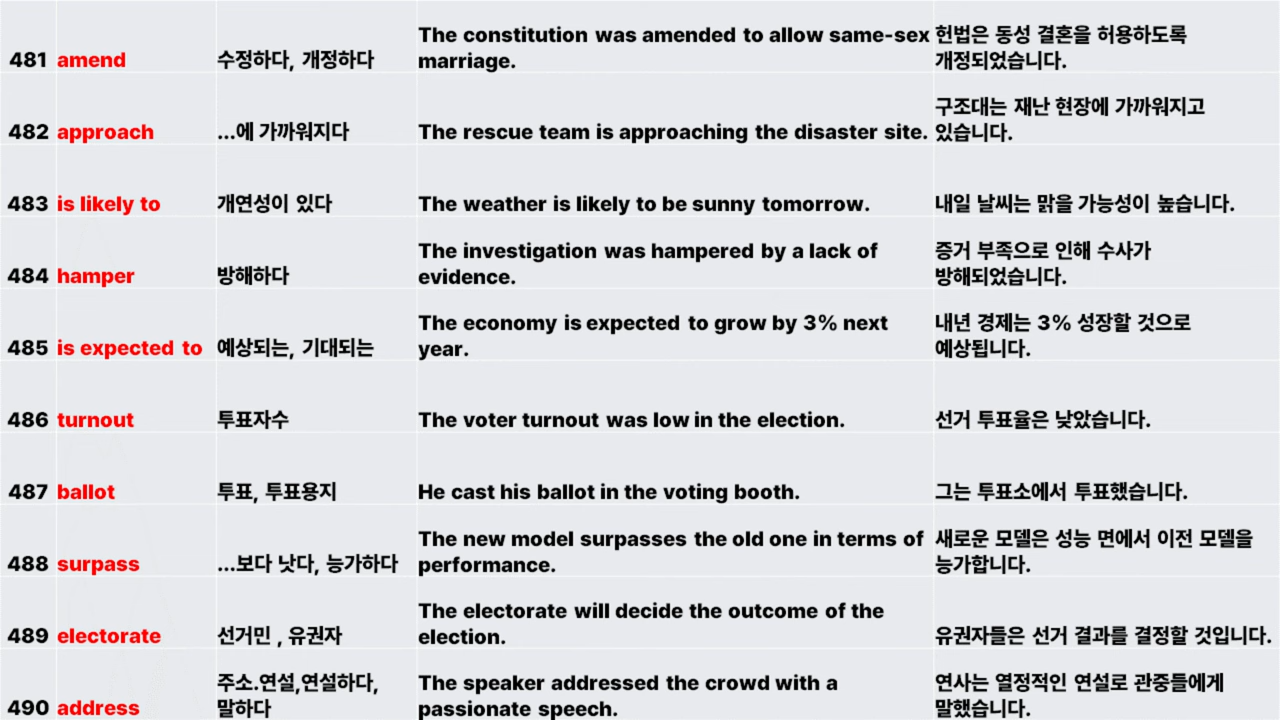 481 amend 수정하다, 개정하다 The constitution was amended to allow same-sex marriage. 헌법은 동성 결혼을 허용하도록 개정되었습니다.
482 approach ...에 가까워지다 The rescue team is approaching the disaster site. 구조대는 재난 현장에 가까워지고 있습니다.
483 is likely to 개연성이 있다 The weather is likely to be sunny tomorrow. 내일 날씨는 맑을 가능성이 높습니다.
484 hamper 방해하다 The investigation was hampered by a lack of evidence. 증거 부족으로 인해 수사가 방해되었습니다.
485 is expected to 예상되는, 기대되는 The economy is expected to grow by 3% next year. 내년 경제는 3% 성장할 것으로 예상됩니다.
486 turnout 투표자수 The voter turnout was low in the election. 선거 투표율은 낮았습니다.
487 ballot 투표, 투표용지 He cast his ballot in the voting booth. 그는 투표소에서 투표했습니다.
488 surpass ...보다 낫다, 능가하다 The new model surpasses the old one in terms of performance. 새로운 모델은 성능 면에서 이전 모델을 능가합니다.
489 electorate 선거민 , 유권자 The electorate will decide the outcome of the election. 유권자들은 선거 결과를 결정할 것입니다.
490 address 주소.연설,연설하다, 말하다 The speaker addressed the crowd with a passionate speech. 연사는 열정적인 연설로 관중들에게 말했습니다.